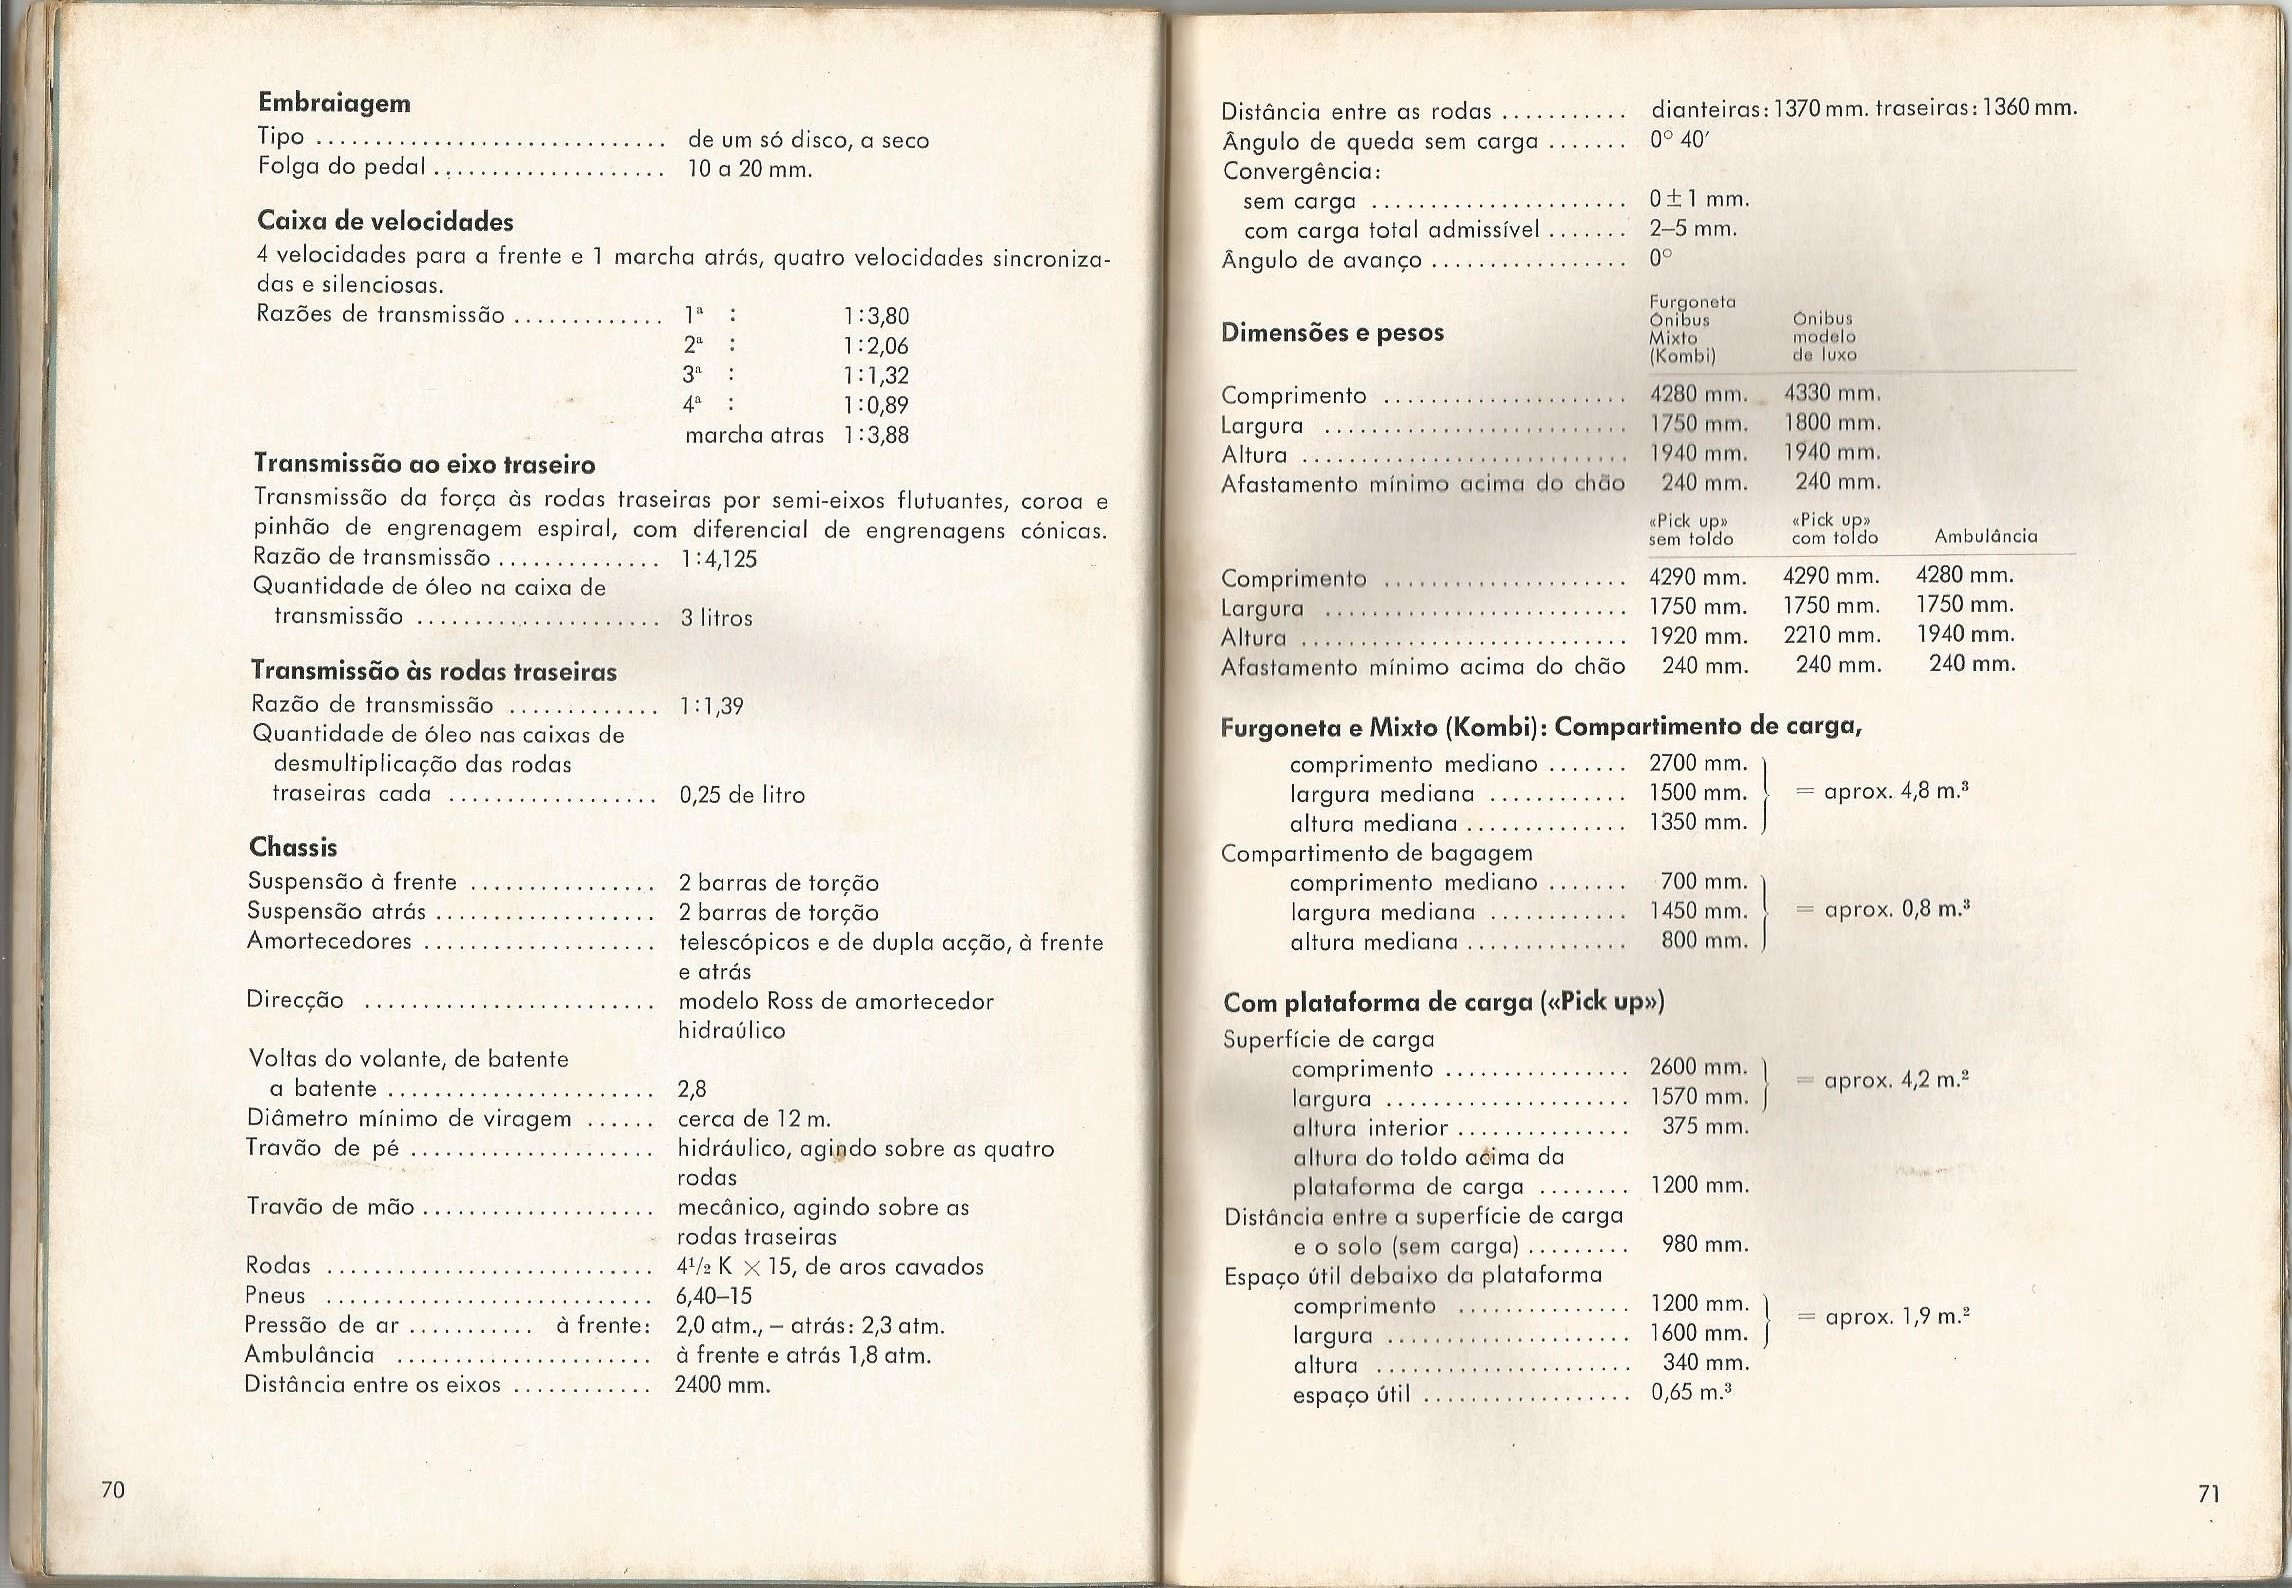 Embraiagem
Tipo .............................. de um só disco, a seco
Folga do pedal .................... 10 a 20 mm.
Caixa de velocidades
4 velocidades para a frente e 1 marcha atrás, quatro velocidades sincroniza-
das e silenciosas.
Razões de transmissão ............. 1ª : 1:3,80
2ª : 1:2,06
3ª : 1:1,32
4ª : 1:0,89
marcha atras 1:3,88
Transmissão ao eixo traseiro
Transmissão da força às rodas traseiras por semi-eixos flutuantes, coroa e
pinhão de engrenagem espiral, com diferencial de engrenagens cónicas.
Razão de transmissão .............. 1:4,125
Quantidade de óleo na caixa de
transmissão ..................... 3 litros
Transmissão às rodas traseiras
Razão de transmissão ............. 1:1,39
Quantidade de óleo nas caixas de
desmultiplicação das rodas
traseiras cada .................. 0,25 de litro
Chassis
Suspensão à frente ................ 2 barras de torção
Suspensão atrás ................... 2 barras de torção
Amortecedores .................... telescópicos e de dupla acção, à frente
e atrás
Direcção ......................... modelo Ross de amortecedor
hidraúlico
Voltas do volante, de batente
a batente ....................... 2,8
Diâmetro mínimo de viragem ...... cerca de 12 m.
Travão de pé ..................... hidráulico, agindo sobre as quatro
rodas
Travão de mão .................... mecânico, agindo sobre as
rodas traseiras
Rodas ............................ 4¹/₂ K × 15, de aros cavados
Pneus ............................ 6,40–15
Pressão de ar ........... à frente: 2,0 atm., – atrás: 2,3 atm.
Ambulância ...................... à frente e atrás 1,8 atm.
Distância entre os eixos ............ 2400 mm.
70
Distância entre as rodas ........... dianteiras: 1370 mm. traseiras: 1360 mm.
Ângulo de queda sem carga ....... 0° 40′
Convergência:
sem carga ...................... 0 ± 1 mm.
com carga total admissível ....... 2–5 mm.
Ângulo de avanço ................. 0°
Dimensões e pesos
Furgoneta
Ónibus
Mixto
(Kombi)
Ónibus
modelo
de luxo
Comprimento ..................... 4280 mm. 4330 mm.
Largura .......................... 1750 mm. 1800 mm.
Altura ............................ 1940 mm. 1940 mm.
Afastamento mínimo acima do chão 240 mm. 240 mm.
«Pick up» «Pick up»
sem toldo com toldo Ambulância
Comprimento ..................... 4290 mm. 4290 mm. 4280 mm.
Largura .......................... 1750 mm. 1750 mm. 1750 mm.
Altura ............................ 1920 mm. 2210 mm. 1940 mm.
Afastamento mínimo acima do chão 240 mm. 240 mm. 240 mm.
Furgoneta e Mixto (Kombi): Compartimento de carga,
comprimento mediano ....... 2700 mm.
largura mediana ............ 1500 mm. = aprox. 4,8 m.³
altura mediana .............. 1350 mm.
Compartimento de bagagem
comprimento mediano ....... 700 mm.
largura mediana ............ 1450 mm. = aprox. 0,8 m.³
altura mediana .............. 800 mm.
Com plataforma de carga («Pick up»)
Superfície de carga
comprimento ................ 2600 mm. = aprox. 4,2 m.²
largura ..................... 1570 mm.
altura interior ............... 375 mm.
altura do toldo acima da
plataforma de carga ........ 1200 mm.
Distância entre a superfície de carga
e o solo (sem carga) ......... 980 mm.
Espaço útil debaixo da plataforma
comprimento ............... 1200 mm. = aprox. 1,9 m.²
largura ..................... 1600 mm.
altura ...................... 340 mm.
espaço útil .................. 0,65 m.³
71